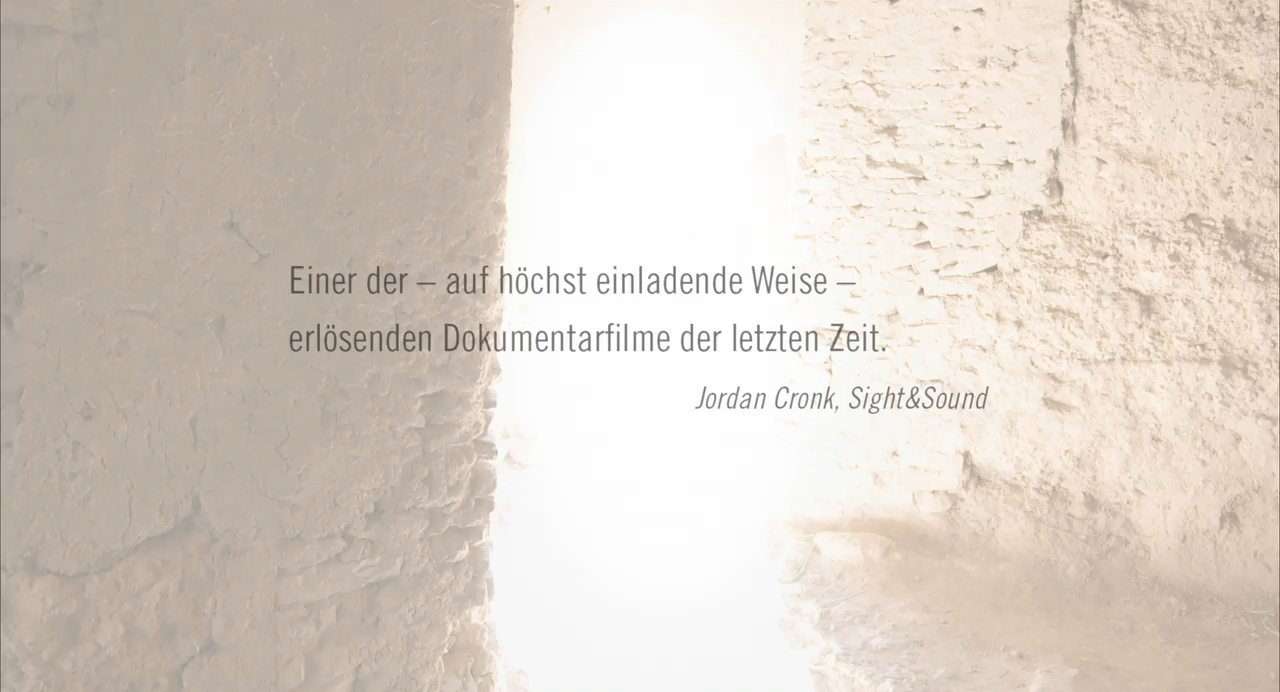 Einer der – auf höchst einladende Weise –
erlösenden Dokumentarfilme der letzten Zeit.
Jordan Cronk, Sight&Sound